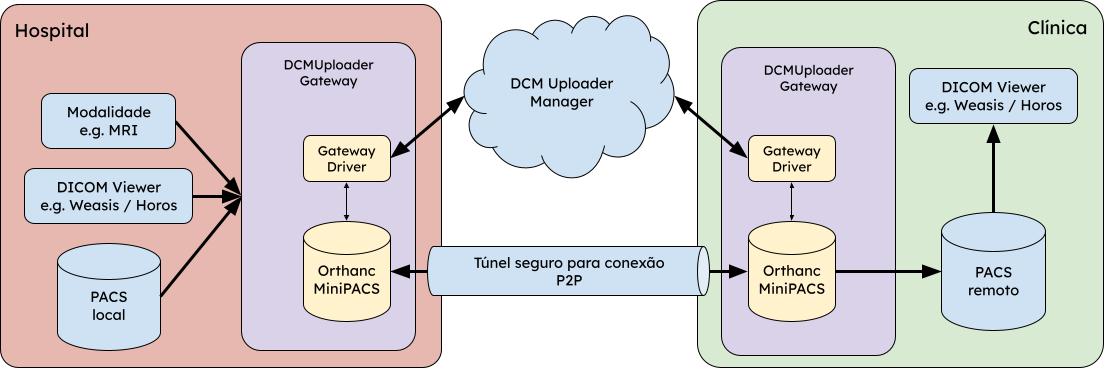 Hospital
DCMUploader
Gateway
Modalidade
e.g. MRI
DICOM Viewer
e.g. Weasis / Horos
PACS
local
Gateway
Driver
Orthanc
MiniPACS
DCM Uploader
Manager
Túnel seguro para conexão
P2P
Clínica
DCMUploader
Gateway
Gateway
Driver
Orthanc
MiniPACS
DICOM Viewer
e.g. Weasis / Horos
PACS
remoto